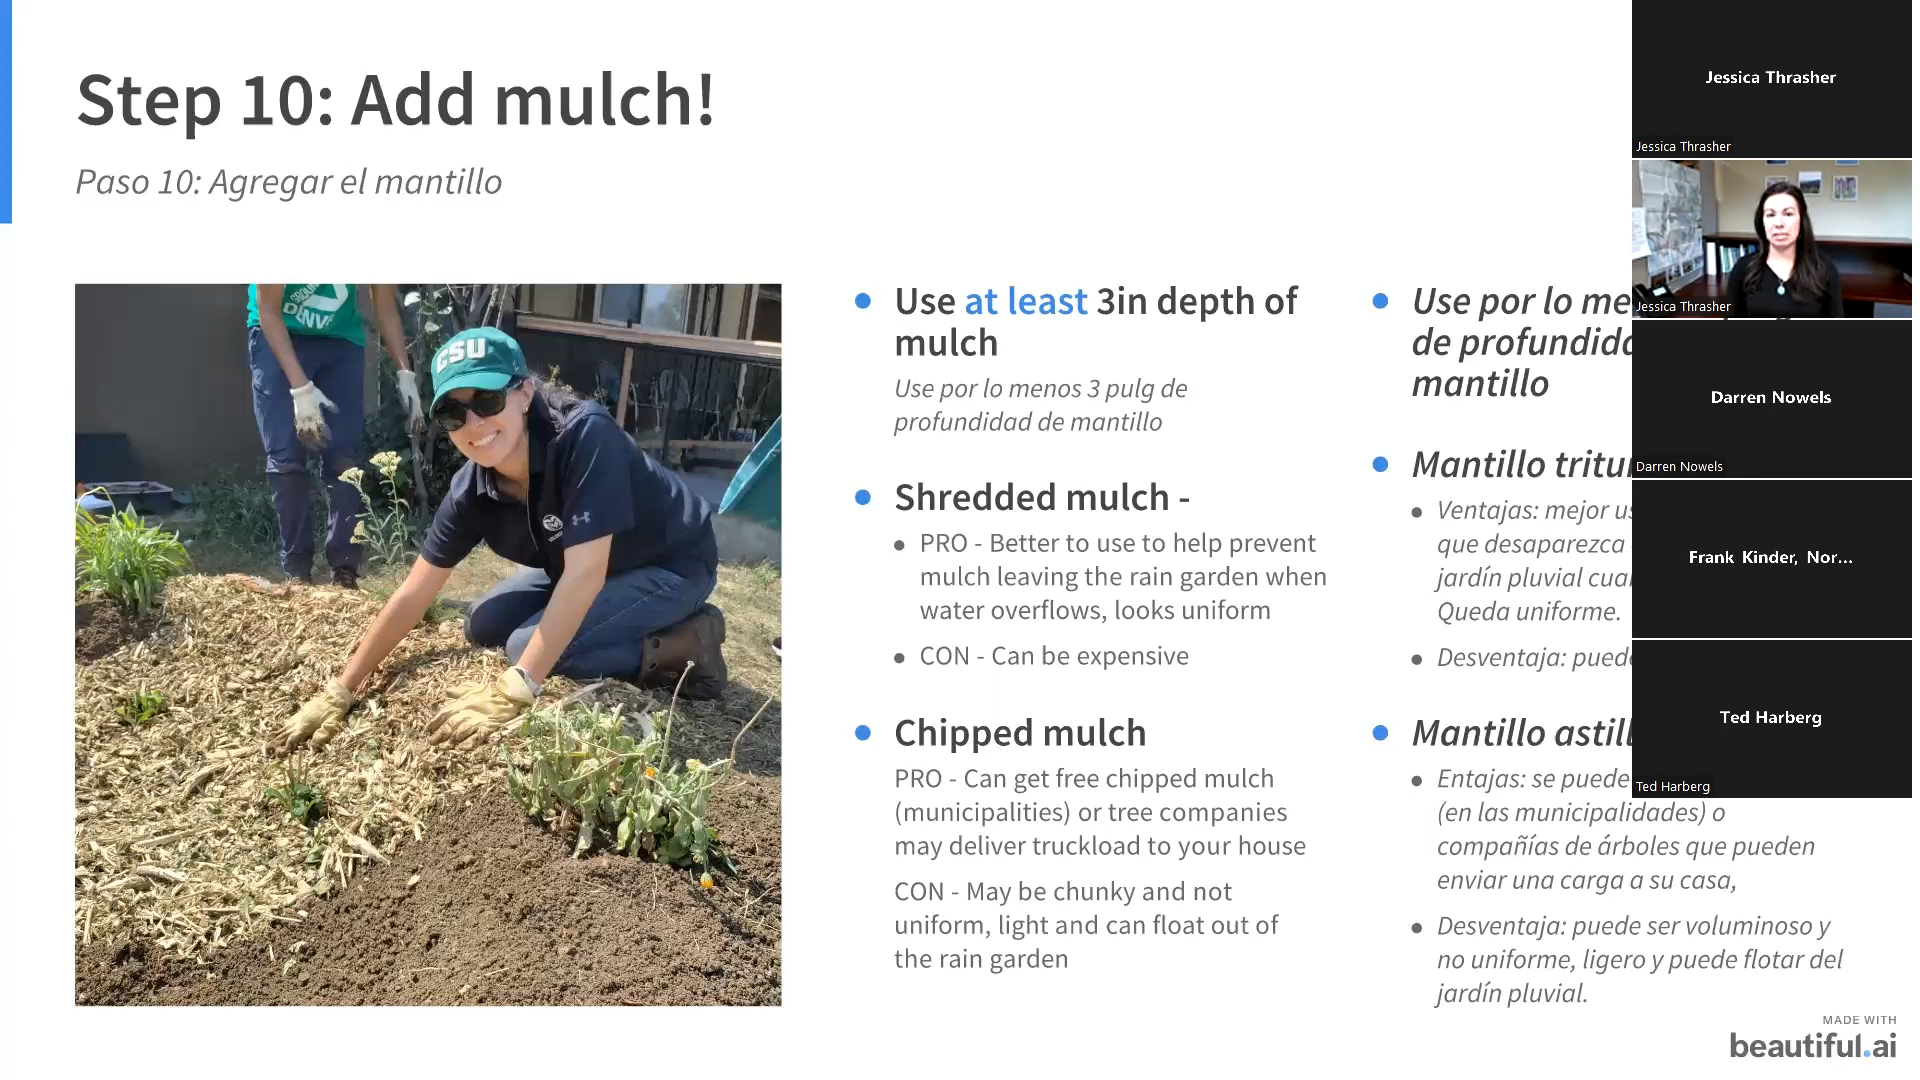 Step 10: Add mulch!
Paso 10: Agregar el mantillo
GROUN
DENV
CSU
Use at least 3in depth of
mulch
Use por lo menos 3 pulg de
profundidad de mantillo
Shredded mulch -
PRO - Better to use to help prevent
mulch leaving the rain garden when
water overflows, looks uniform
CON - Can be expensive
Chipped mulch
PRO - Can get free chipped mulch
(municipalities) or tree companies
may deliver truckload to your house
CON - May be chunky and not
uniform, light and can float out of
the rain garden
Use por lo me
de profundid
mantillo
Mantillo tritu
Ventajas: mejor us
que desaparezca
jardín pluvial cua
Queda uniforme.
Desventaja: pued
Mantillo astill
Entajas: se puede
(en las municipalidades) o
compañías de árboles que pueden
enviar una carga a su casa,
Desventaja: puede ser voluminoso y
no uniforme, ligero y puede flotar del
jardín pluvial.
Jessica Thrasher
Jessica Thrasher
Jessica Thrasher
Darren Nowels
Darren Nowels
Frank Kinder, Nor...
Ted Harberg
Ted Harberg
MADE WITH
beautiful.ai